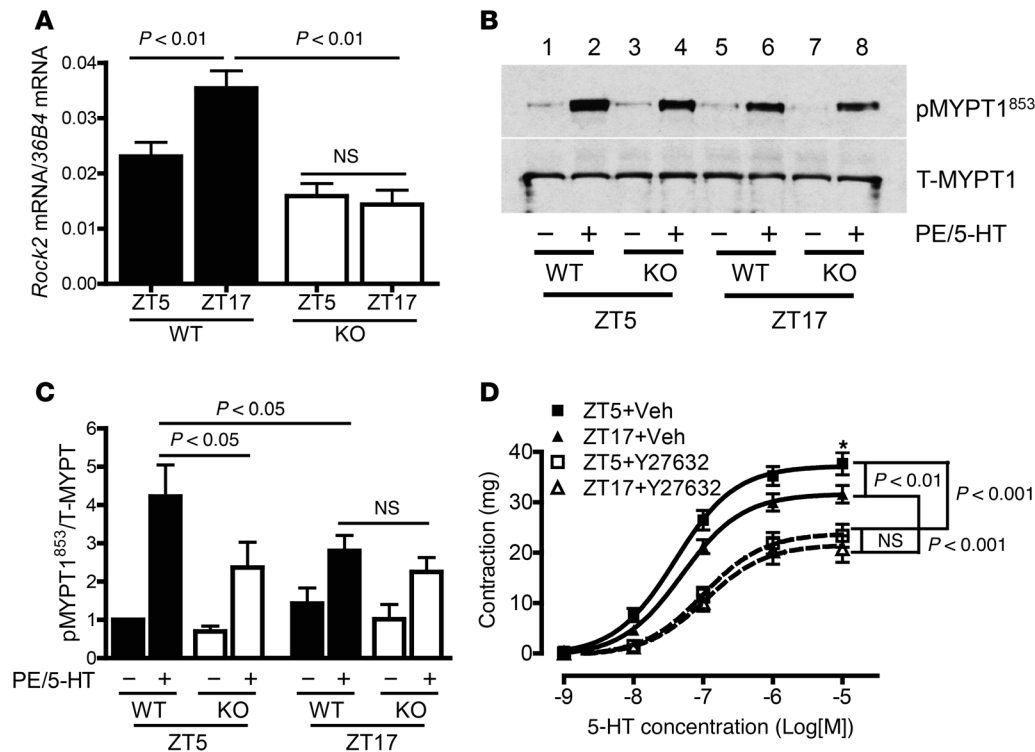 A
P < 0.01 P < 0.01
0.04
0.03
0.02
0.01
0.00
Rock2 mRNA/36B4 mRNA
NS
ZT5 ZT17 ZT5 ZT17
WT KO
B
1 2 3 4 5 6 7 8
pMYPT1853
T-MYPT1
− + − + − + − + PE/5-HT
WT KO WT KO
ZT5 ZT17
C
P < 0.05
P < 0.05
NS
6
5
4
3
2
1
0
pMYPT1853/T-MYPT
PE/5-HT − + − + − + − +
WT KO WT KO
ZT5 ZT17
D
ZT5+Veh
ZT17+Veh
ZT5+Y27632
ZT17+Y27632
40
30
20
10
0
Contraction (mg)
*
P < 0.01
P < 0.001
NS
P < 0.001
-9 -8 -7 -6 -5
5-HT concentration (Log[M])